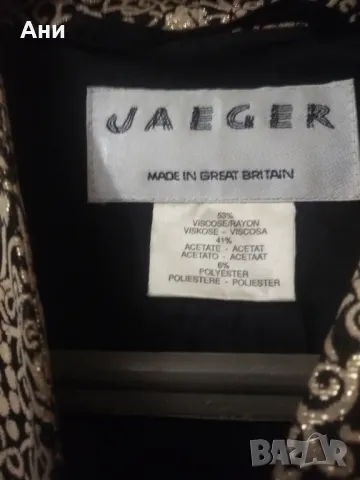 Ани
JAEGER
MADE IN GREAT BRITAIN
53%
VISCOSE/RAYON
VISKOSE - VISCOSA
41%
ACETATE - ACETAT
ACETATO - ACETAAT
6%
POLYESTER
POLIESTERE - POLIESTER
BAZAR